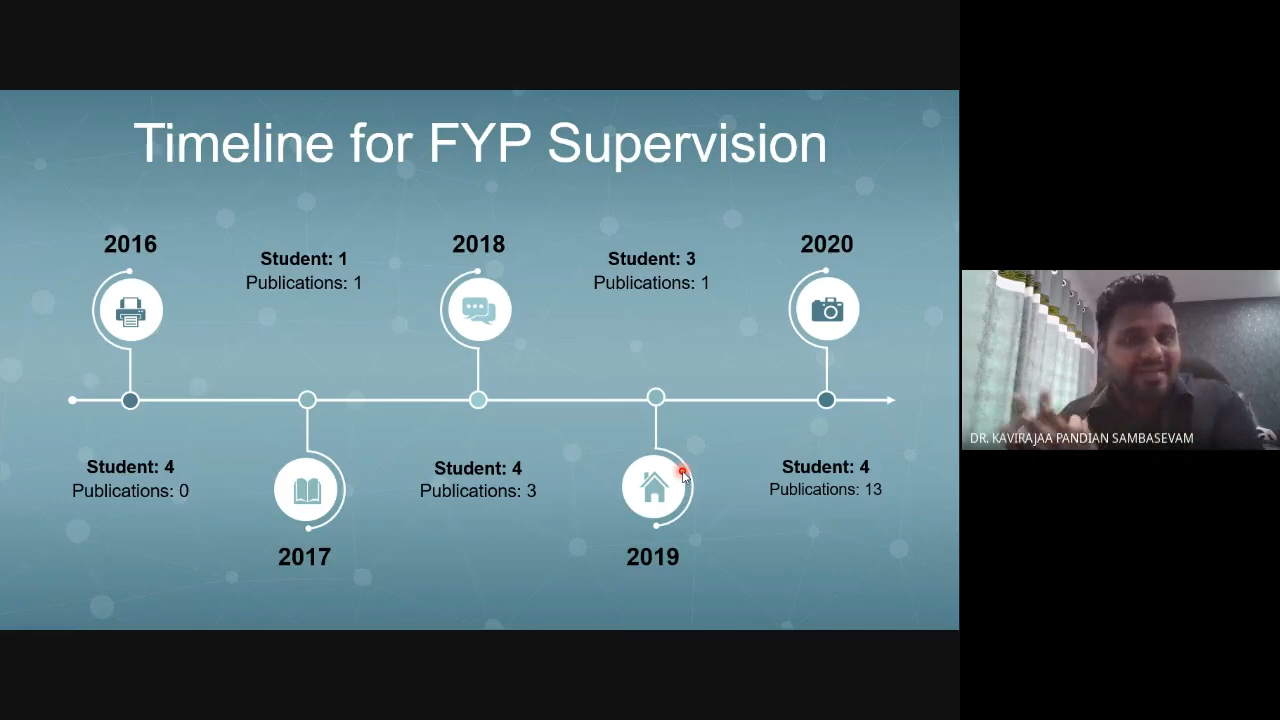 Timeline for FYP Supervision
2016
Student: 4
Publications: 0
Student: 1
Publications: 1
2017
2018
Student: 4
Publications: 3
Student: 3
Publications: 1
2019
2020
Student: 4
Publications: 13
DR. KAVIRAJAA PANDIAN SAMBASEVAM